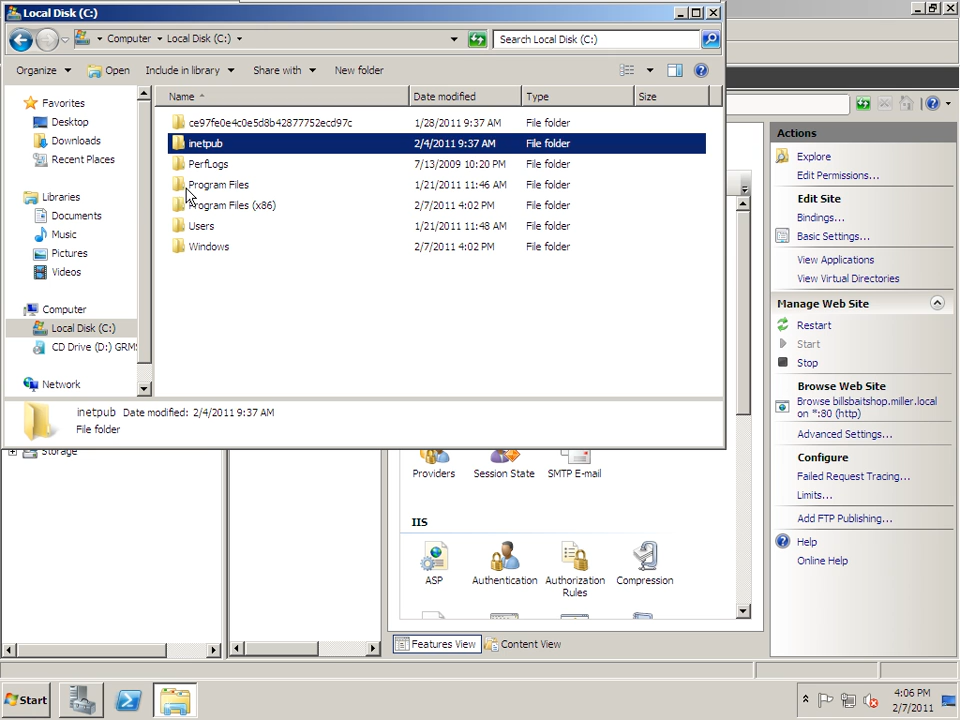 Local Disk (C:)
Computer
Local Disk (C:)
Search Local Disk (C:)
Organize
Open
Include in library
Share with
New folder
Favorites
Desktop
Downloads
Recent Places
Libraries
Documents
Music
Pictures
Videos
Computer
Local Disk (C:)
CD Drive (D:) GRMS
Network
Name
Date modified
Type
Size
ce97fe0e4c0e5d8b42877752ecd97c 1/28/2011 9:37 AM File folder
inetpub 2/4/2011 9:37 AM File folder
PerfLogs 7/13/2009 10:20 PM File folder
Program Files 1/21/2011 11:46 AM File folder
Program Files (x86) 2/7/2011 4:02 PM File folder
Users 1/21/2011 11:48 AM File folder
Windows 2/7/2011 4:02 PM File folder
inetpub Date modified: 2/4/2011 9:37 AM
File folder
Storage
Providers
Session State
SMTP E-mail
IIS
ASP
Authentication
Authorization
Rules
Compression
Features View
Content View
Actions
Explore
Edit Permissions...
Edit Site
Bindings...
Basic Settings...
View Applications
View Virtual Directories
Manage Web Site
Restart
Start
Stop
Browse Web Site
Browse billsbaitshop.miller.local
on *:80 (http)
Advanced Settings...
Configure
Failed Request Tracing...
Limits...
Add FTP Publishing...
Help
Online Help
Start
4:06 PM
2/7/2011